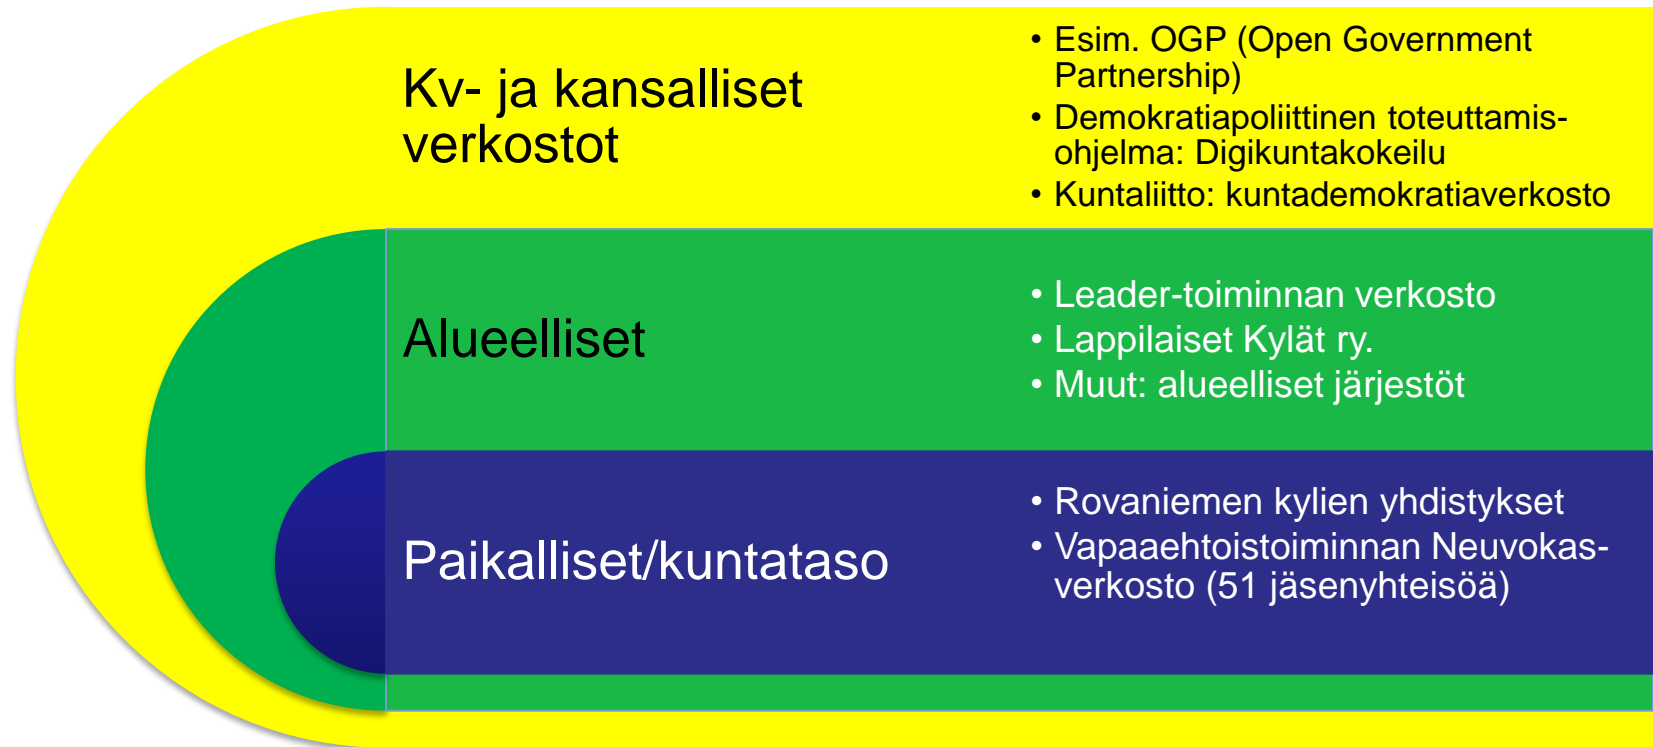 Kv- ja kansalliset
verkostot
• Esim. OGP (Open Government
Partnership)
• Demokratiapoliittinen toteuttamis-
ohjelma: Digikuntakokeilu
• Kuntaliitto: kuntademokratiaverkosto
Alueelliset
• Leader-toiminnan verkosto
• Lappilaiset Kylät ry.
• Muut: alueelliset järjestöt
Paikalliset/kuntataso
• Rovaniemen kylien yhdistykset
• Vapaaehtoistoiminnan Neuvokas-
verkosto (51 jäsenyhteisöä)